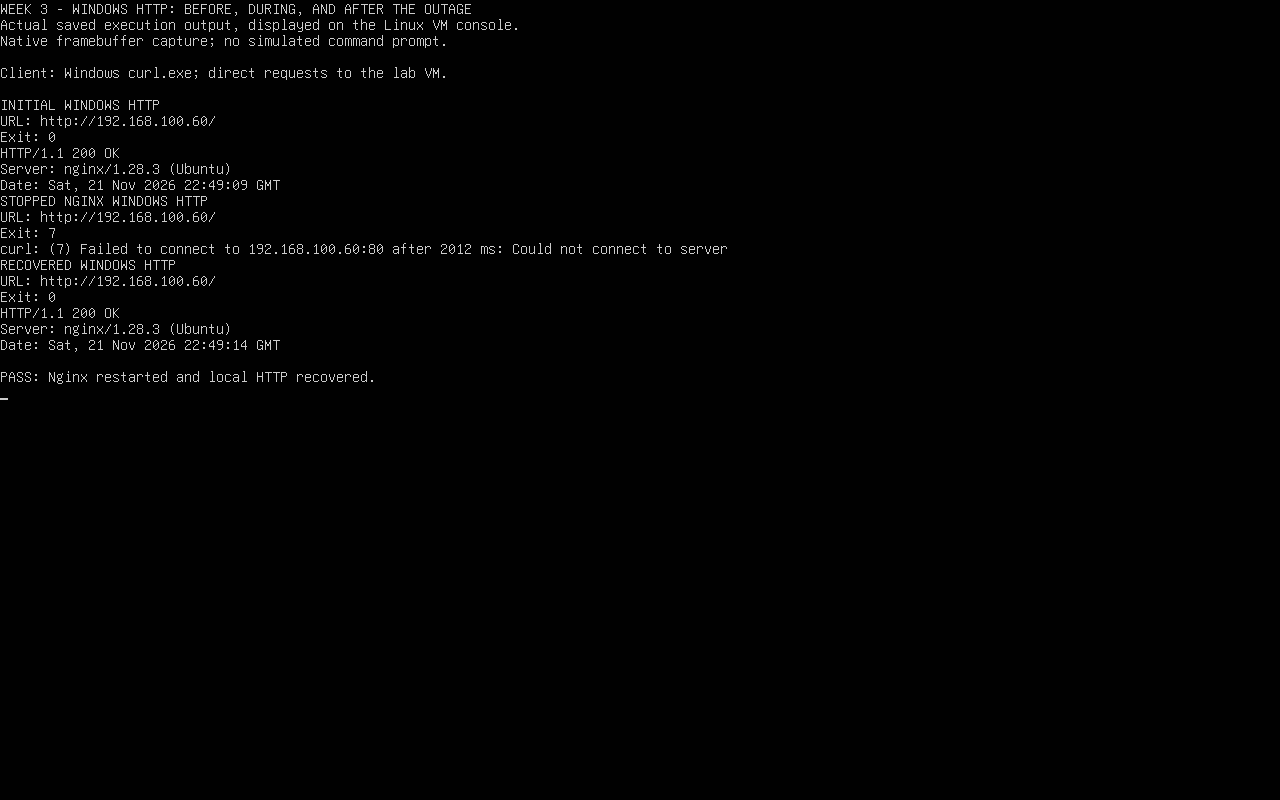 WEEK 3 - WINDOWS HTTP: BEFORE, DURING, AND AFTER THE OUTAGE
Actual saved execution output, displayed on the Linux VM console.
Native framebuffer capture; no simulated command prompt.
Client: Windows curl.exe; direct requests to the lab VM.
INITIAL WINDOWS HTTP
URL: http://192.168.100.60/
Exit: 0
HTTP/1.1 200 OK
Server: nginx/1.28.3 (Ubuntu)
Date: Sat, 21 Nov 2026 22:49:09 GMT
STOPPED NGINX WINDOWS HTTP
URL: http://192.168.100.60/
Exit: 7
curl: (7) Failed to connect to 192.168.100.60:80 after 2012 ms: Could not connect to server
RECOVERED WINDOWS HTTP
URL: http://192.168.100.60/
Exit: 0
HTTP/1.1 200 OK
Server: nginx/1.28.3 (Ubuntu)
Date: Sat, 21 Nov 2026 22:49:14 GMT
PASS: Nginx restarted and local HTTP recovered.